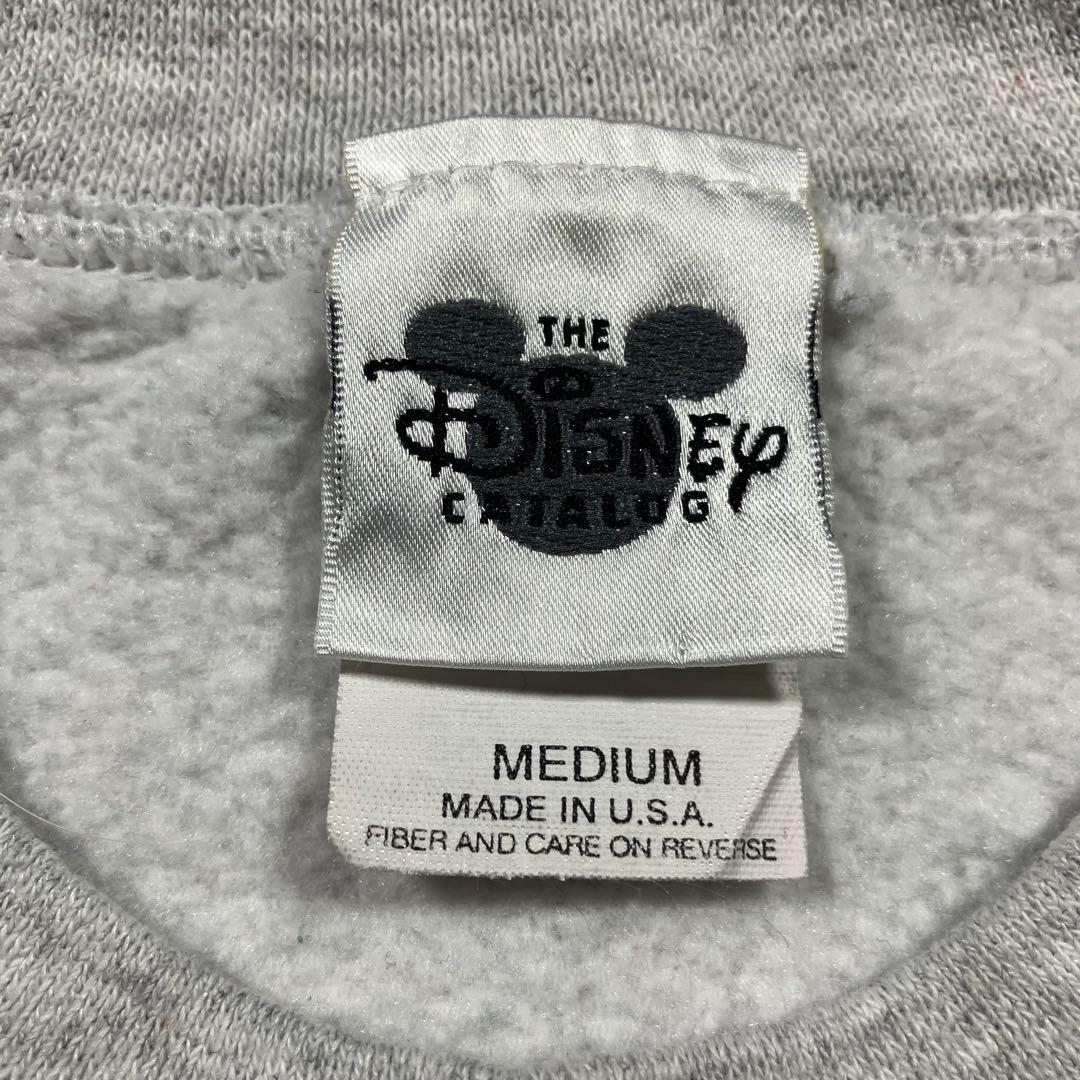 THE
DISNEY
CATALOG
MEDIUM
MADE IN U.S.A.
FIBER AND CARE ON REVERSE